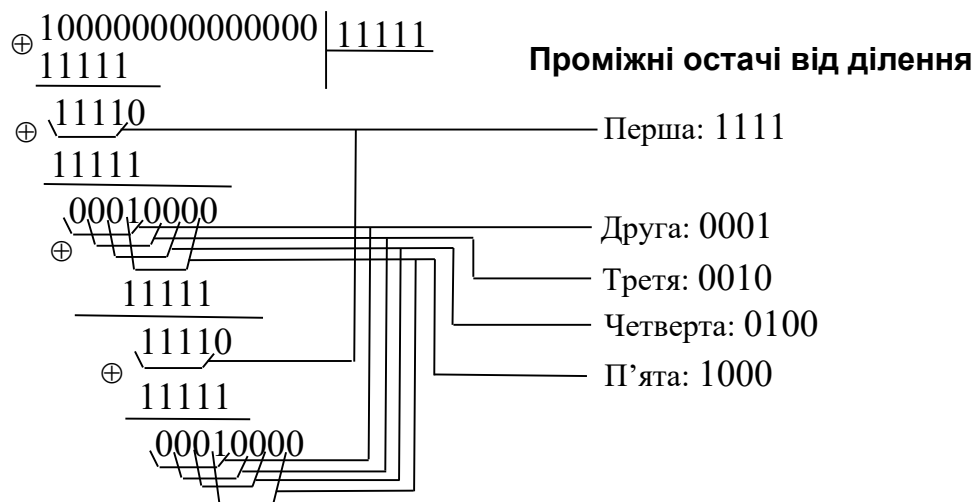 ⊕ 100000000000000 11111
11111
Проміжні остачі від ділення
⊕ 11110
Перша: 1111
11111
00010000
Друга: 0001
⊕
Третя: 0010
11111
Четверта: 0100
11110
⊕
П’ята: 1000
11111
00010000